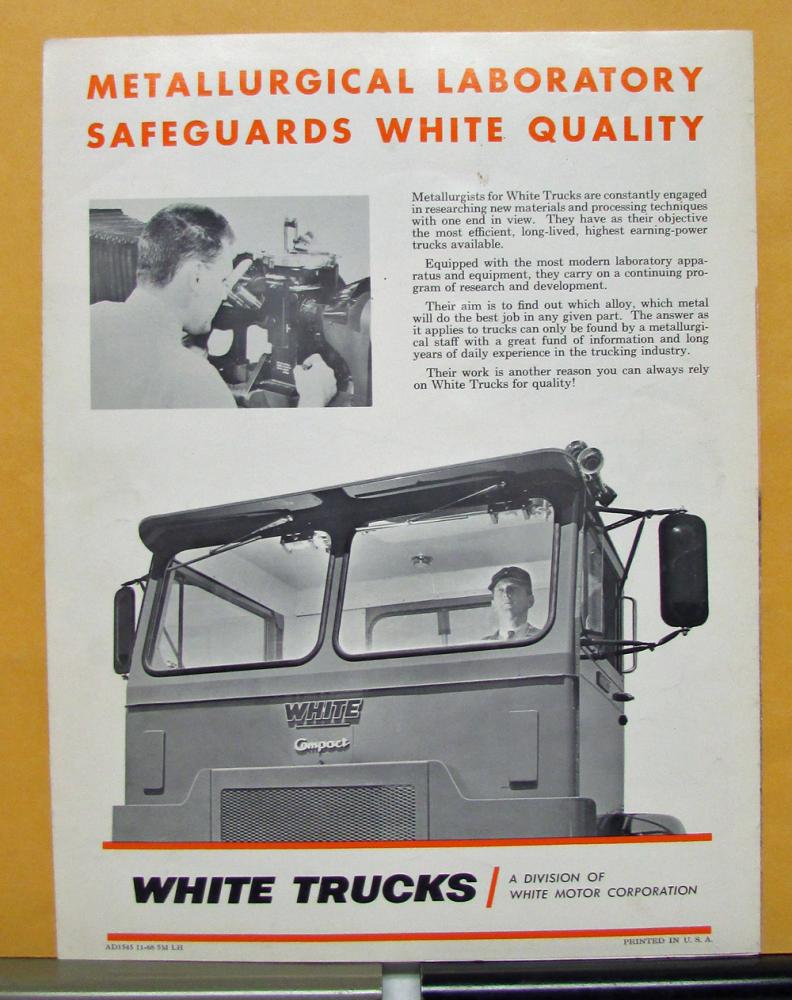 METALLURGICAL LABORATORY
SAFEGUARDS WHITE QUALITY
Metallurgists for White Trucks are constantly engaged
in researching new materials and processing techniques
with one end in view. They have as their objective
the most efficient, long-lived, highest earning-power
trucks available.
Equipped with the most modern laboratory appa-
ratus and equipment, they carry on a continuing pro-
gram of research and development.
Their aim is to find out which alloy, which metal
will do the best job in any given part. The answer as
it applies to trucks can only be found by a metallurgi-
cal staff with a great fund of information and long
years of daily experience in the trucking industry.
Their work is another reason you can always rely
on White Trucks for quality!
WHITE
Compact
WHITE TRUCKS
A DIVISION OF
WHITE MOTOR CORPORATION
AD1545 11-66 5M LH
PRINTED IN U. S. A.